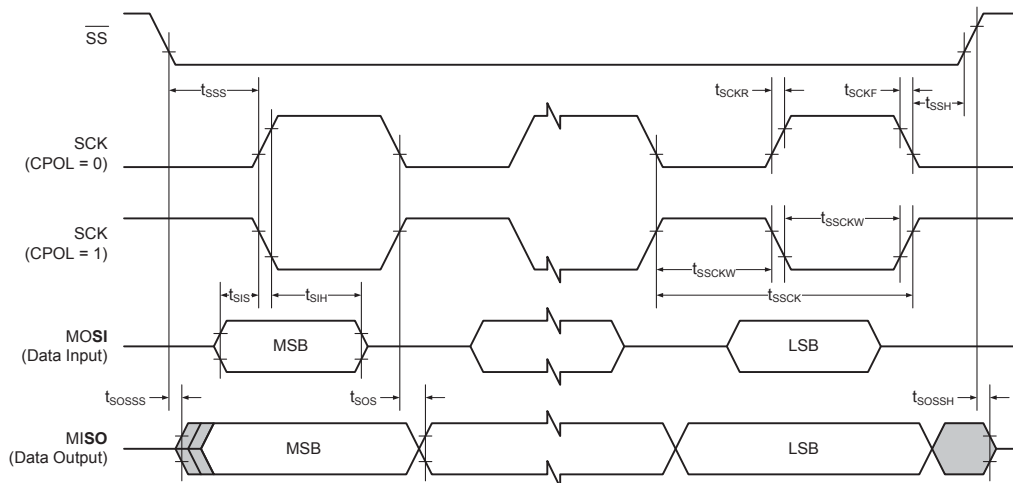 SS
tSSS
tSCKR
tSCKF
tSSH
SCK
(CPOL = 0)
SCK
(CPOL = 1)
tSSCKW
tSSCKW
tSSCK
tSIS
tSIH
MOSI
(Data Input)
MSB
LSB
tSOSSS
tSOS
tSOSSH
MISO
(Data Output)
MSB
LSB